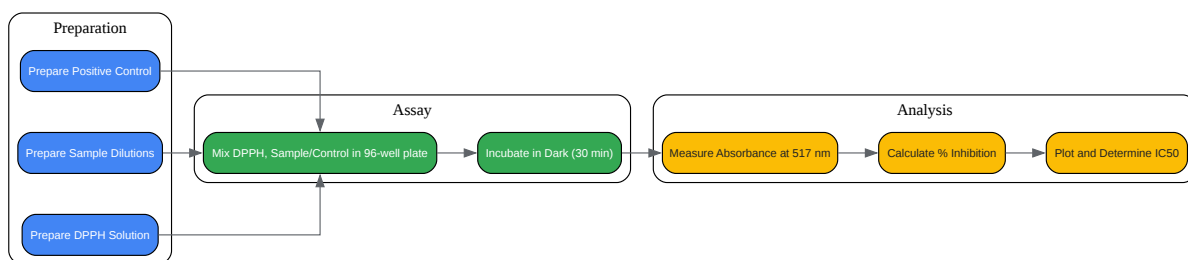 Preparation
Prepare Positive Control
Prepare Sample Dilutions
Prepare DPPH Solution
Assay
Mix DPPH, Sample/Control in 96-well plate
Incubate in Dark (30 min)
Analysis
Measure Absorbance at 517 nm
Calculate % Inhibition
Plot and Determine IC50